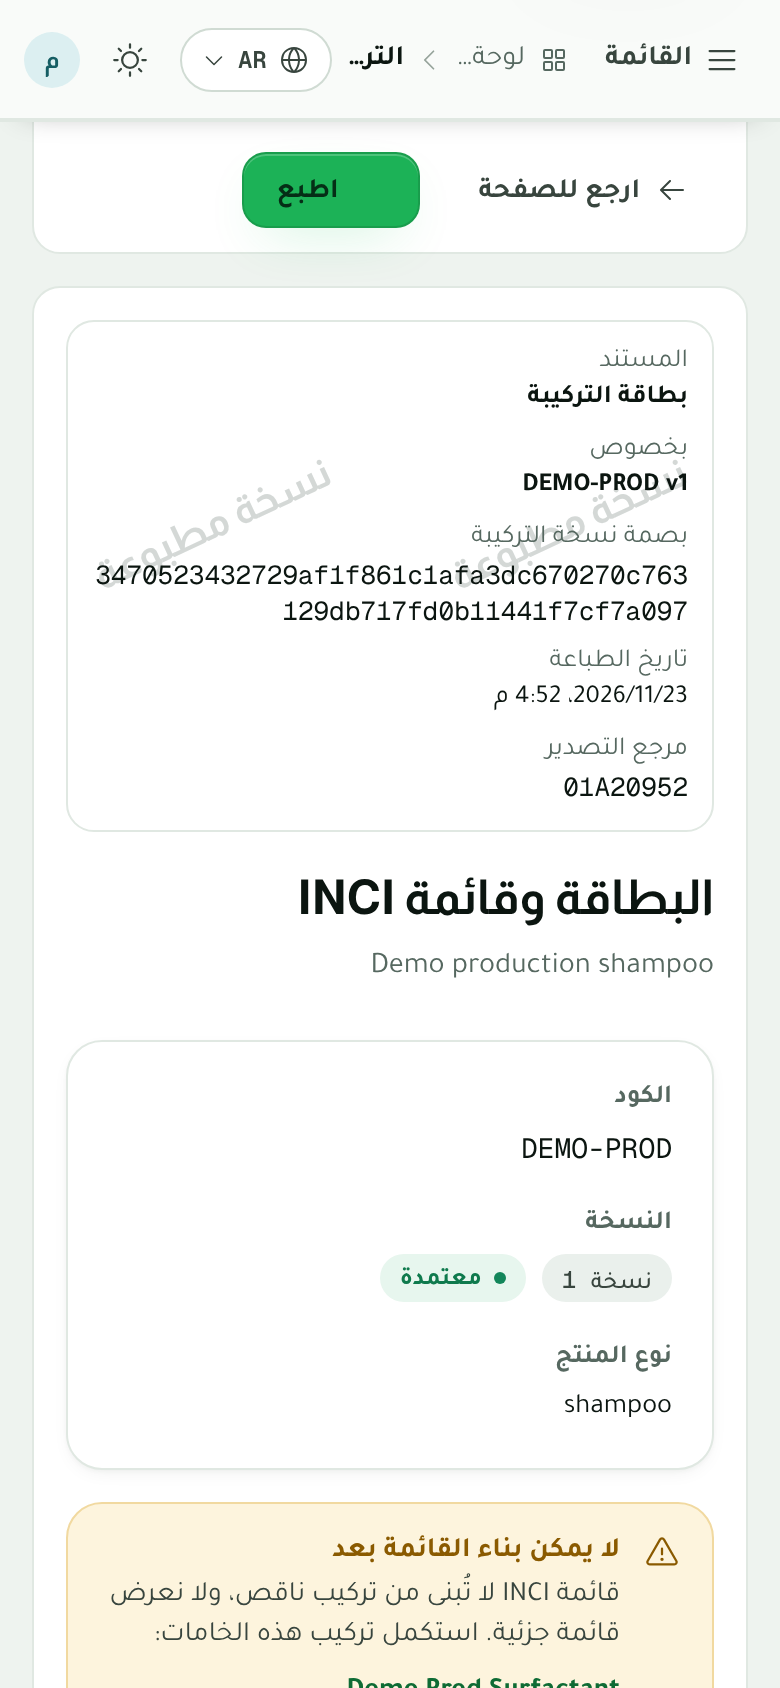 القائمة
لوحة...
التر...
AR
م
ارجع للصفحة
اطبع
المستند
بطاقة التركيبة
بخصوص
DEMO-PROD v1
نسخة مطبوعة
نسخة مطبوعة
بصمة نسخة التركيبة
3470523432729af1f861c1afa3dc670270c763
129db717fd0b11441f7cf7a097
تاريخ الطباعة
2026/11/23، 4:52 م
مرجع التصدير
01A20952
البطاقة وقائمة INCI
Demo production shampoo
الكود
DEMO-PROD
النسخة
نسخة 1
معتمدة
نوع المنتج
shampoo
لا يمكن بناء القائمة بعد
قائمة INCI لا تُبنى من تركيب ناقص، ولا نعرض
قائمة جزئية. استكمل تركيب هذه الخامات:
Demo Prod Surfactant